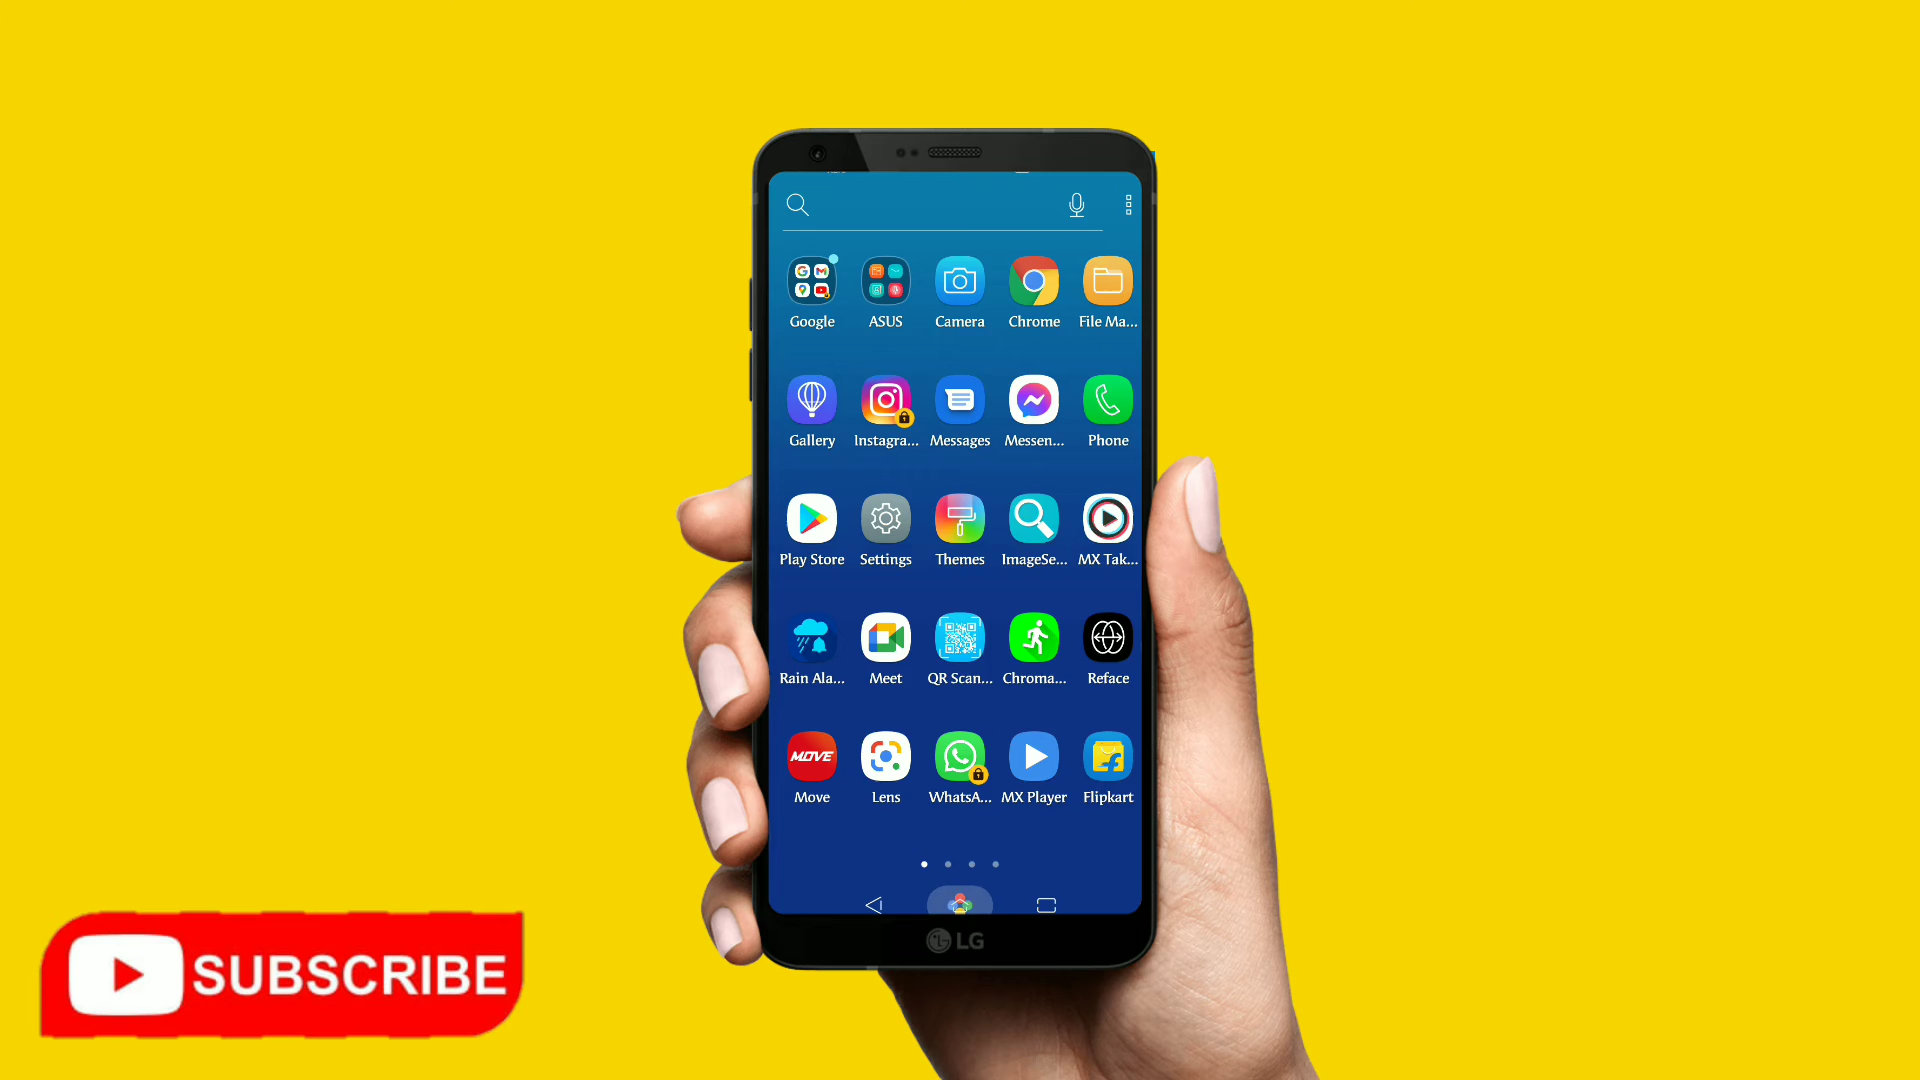 Google ASUS Camera Chrome File Ma...
Gallery Instagra... Messages Messen... Phone
Play Store Settings Themes ImageSe... MX Tak...
Rain Ala... Meet QR Scan... Chroma... Reface
MOVE
Move Lens WhatsA... MX Player Flipkart
LG
SUBSCRIBE